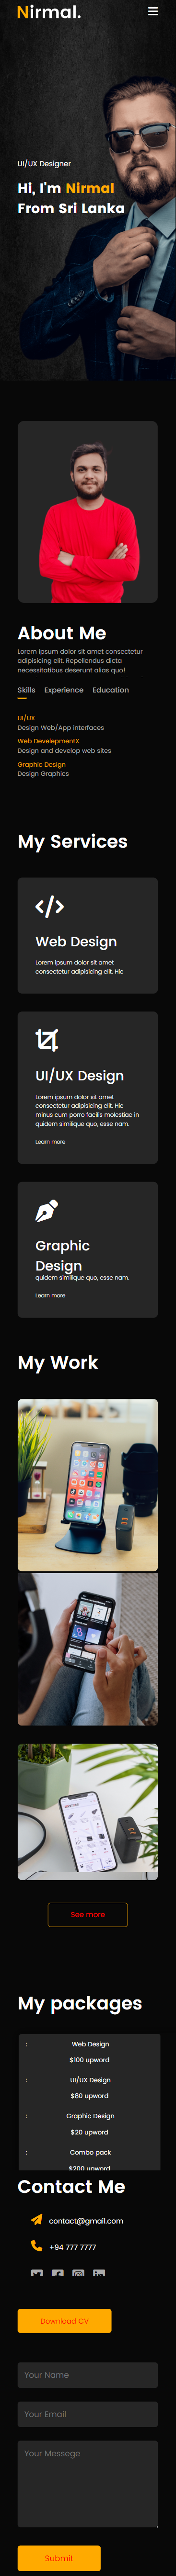 Nirmal.
UI/UX Designer
Hi, I'm Nirmal
From Sri Lanka
About Me
Lorem ipsum dolor sit amet consectetur
adipisicing elit. Repellendus dicta
necessitatibus deserunt alias quo!
Skills Experience Education
UI/UX
Design Web/App interfaces
Web DevelepmentX
Design and develop web sites
Graphic Design
Design Graphics
My Services
Web Design
Lorem ipsum dolor sit amet
consectetur adipisicing elit. Hic
UI/UX Design
Lorem ipsum dolor sit amet
consectetur adipisicing elit. Hic
minus cum porro facilis molestiae in
quidem similique quo, esse nam.
Learn more
Graphic
Design
quidem similique quo, esse nam.
Learn more
My Work
See more
My packages
: Web Design
$100 upword
: UI/UX Design
$80 upword
: Graphic Design
$20 upword
: Combo pack
$200 upword
Contact Me
contact@gmail.com
+94 777 7777
Download CV
Your Name
Your Email
Your Messege
Submit